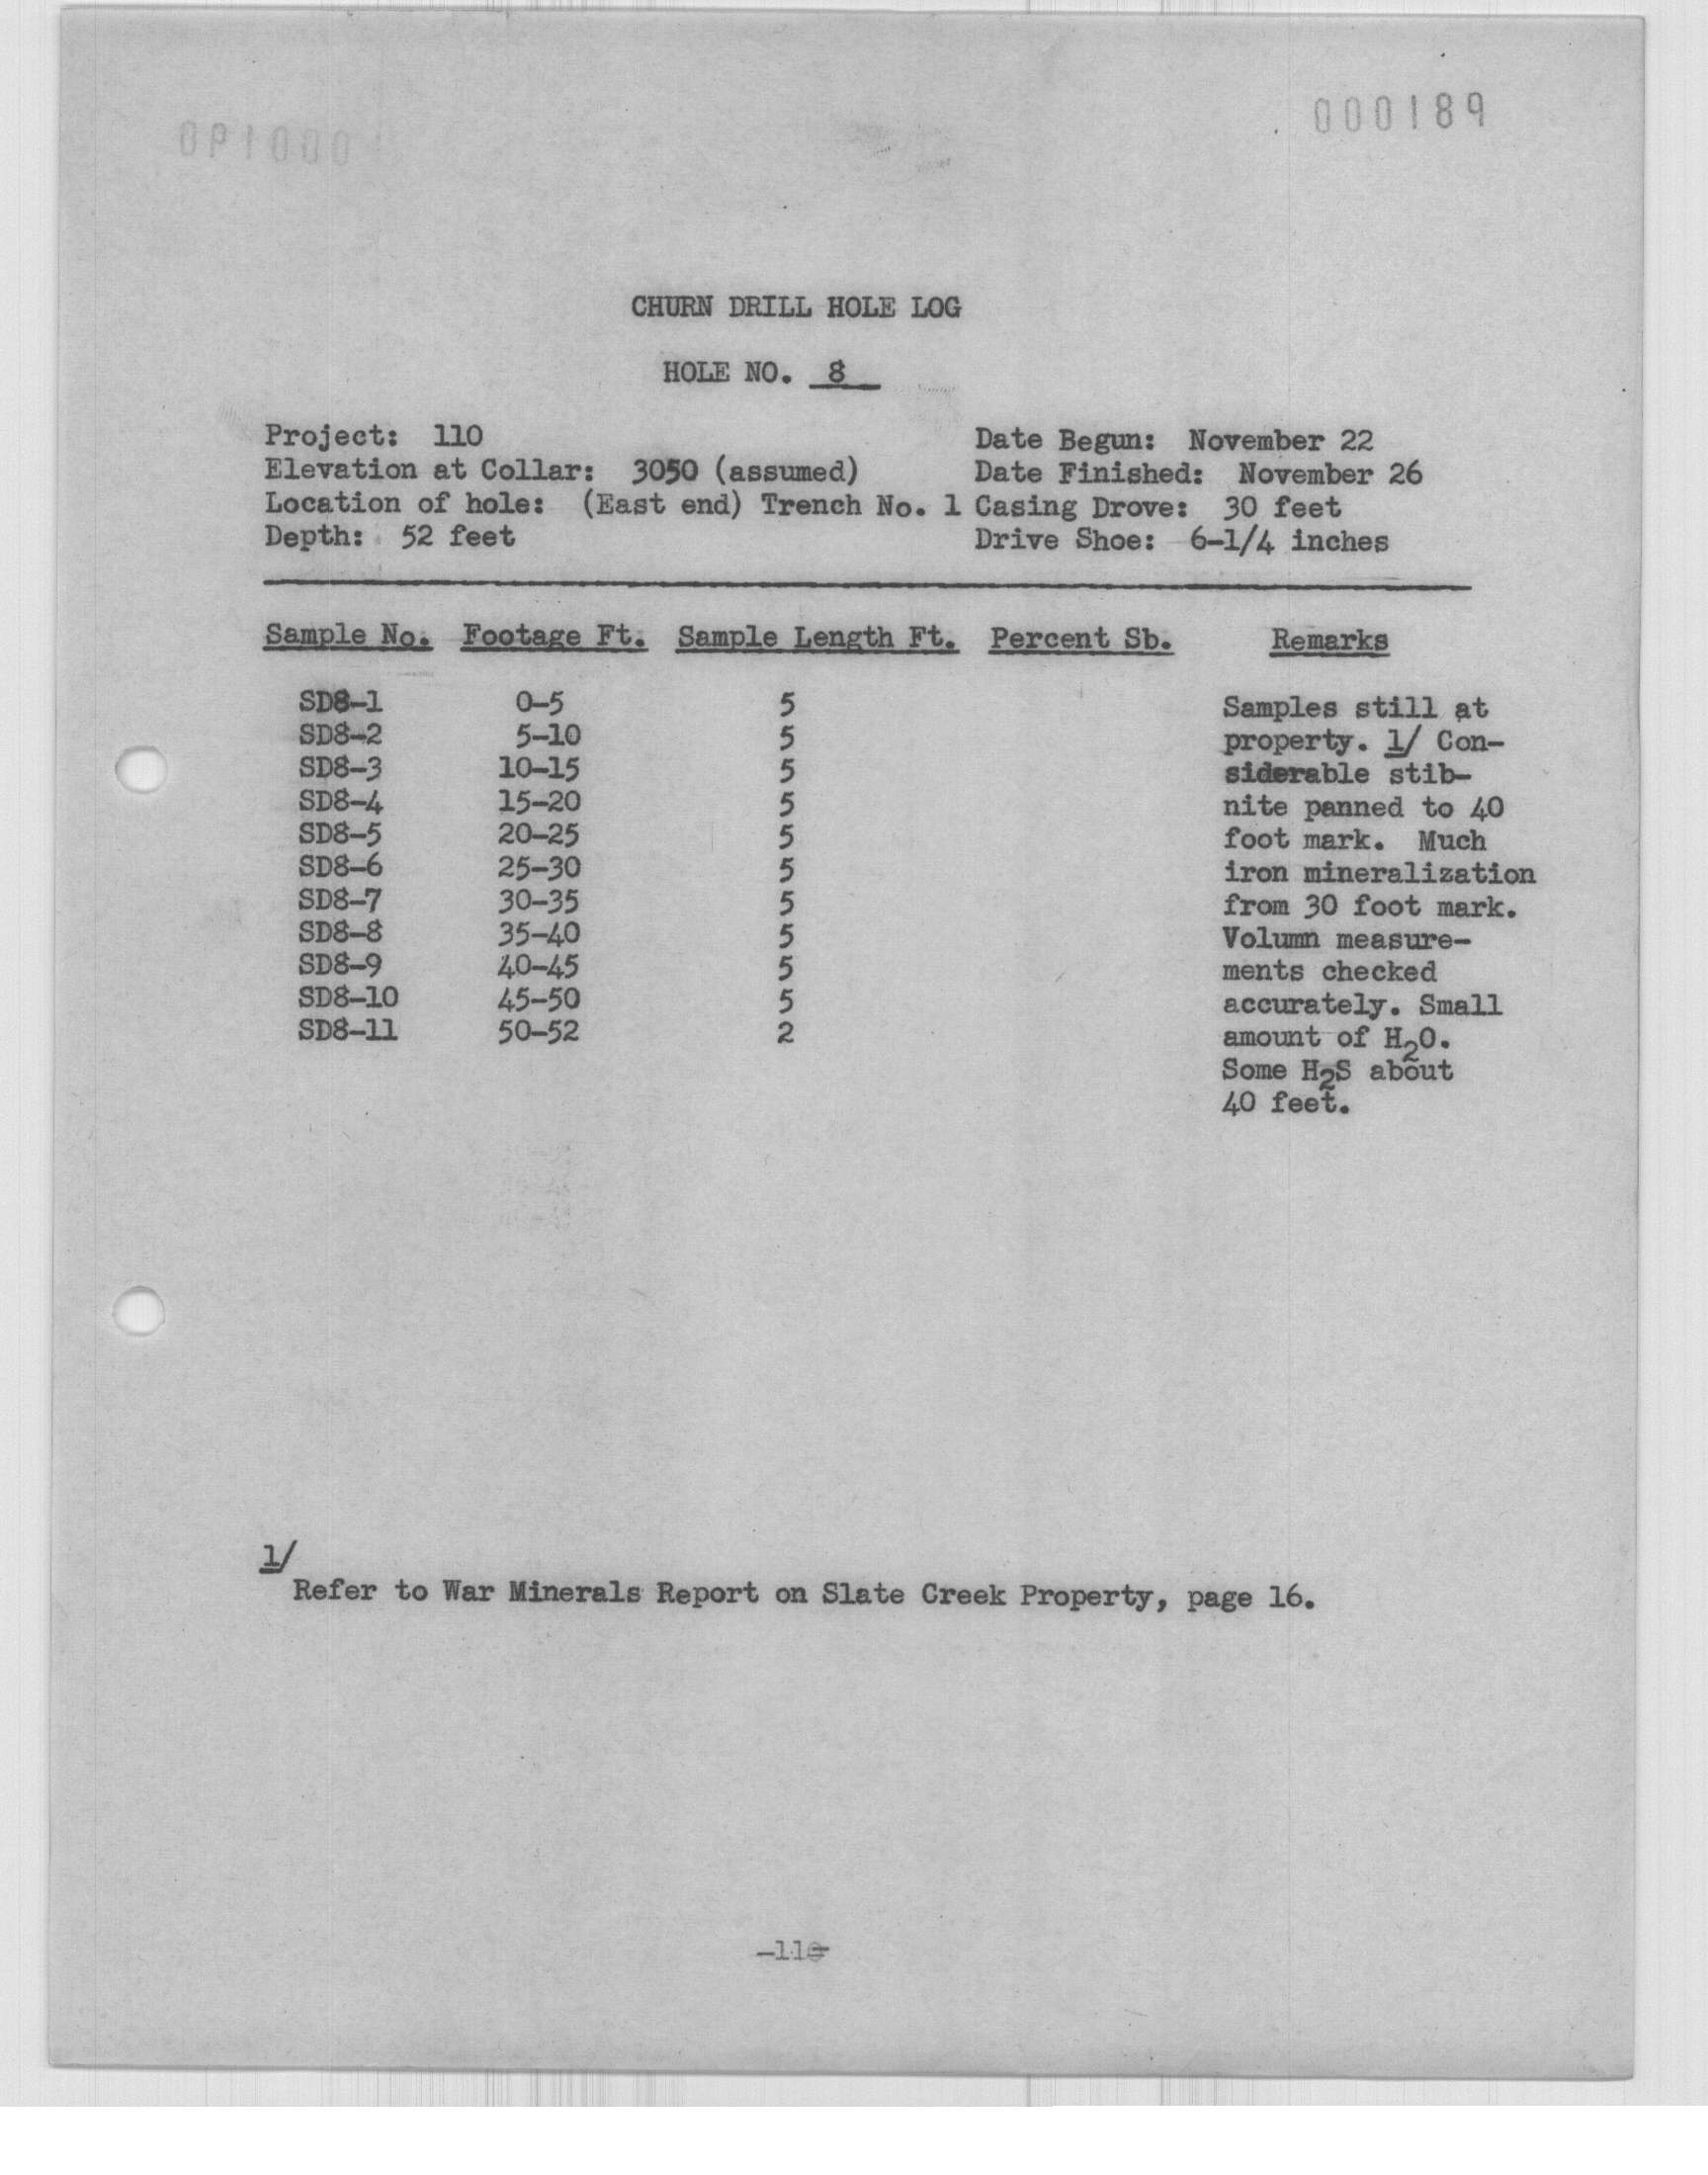 000189
000190
CHURN DRILL HOLE LOG
HOLE NO. 8
Project: 110
Date Begun: November 22
Elevation at Collar: 3050 (assumed)
Date Finished: November 26
Location of hole: (East end) Trench No. 1
Casing Drove: 30 feet
Depth: 52 feet
Drive Shoe: 6-1/4 inches
Sample No. Footage Ft. Sample Length Ft. Percent Sb. Remarks
SD8-1 0-5 5 Samples still at
SD8-2 5-10 5 property. 1/ Con-
SD8-3 10-15 5 siderable stib-
SD8-4 15-20 5 nite panned to 40
SD8-5 20-25 5 foot mark. Much
SD8-6 25-30 5 iron mineralization
SD8-7 30-35 5 from 30 foot mark.
SD8-8 35-40 5 Volumn measure-
SD8-9 40-45 5 ments checked
SD8-10 45-50 5 accurately. Small
SD8-11 50-52 2 amount of H2O.
Some H2S about
40 feet.
1/
Refer to War Minerals Report on Slate Creek Property, page 16.